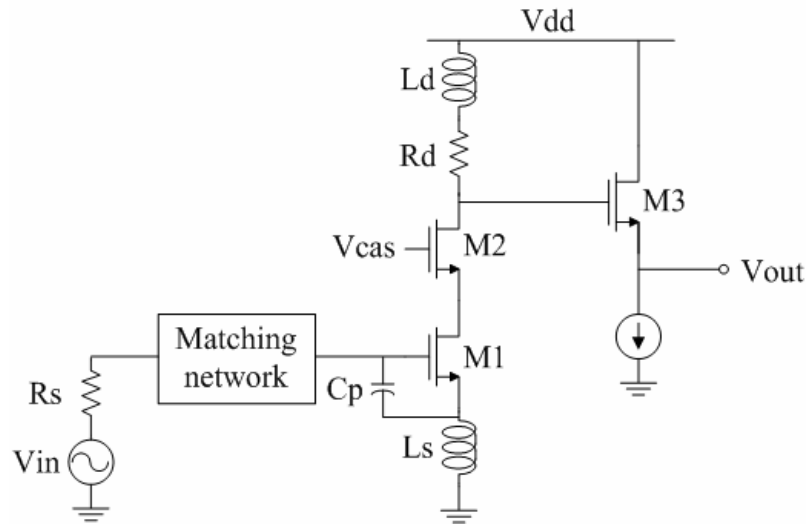 Vdd
Ld
Rd
M3
Vcas
M2
Vout
Matching
network
M1
Rs
Cp
Ls
Vin